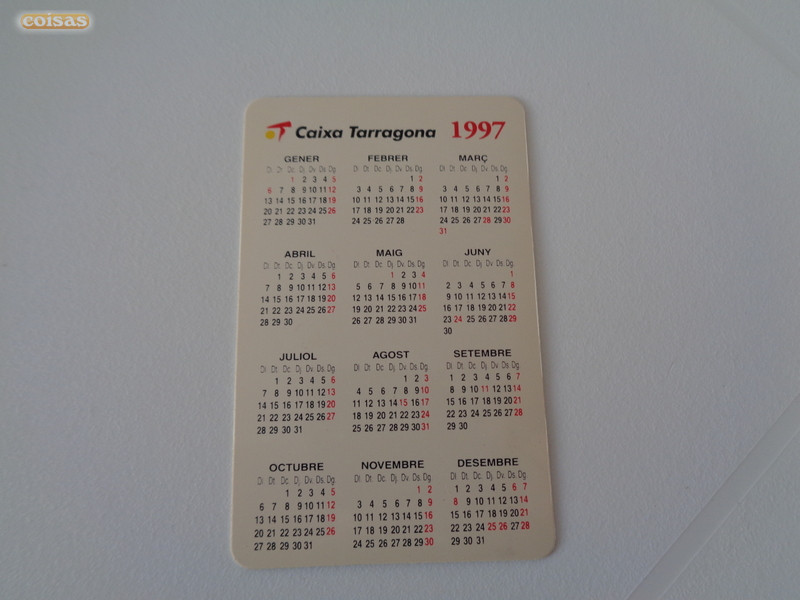 coisas
Caixa Tarragona 1997
GENER
Dl. Dt. Dc. Dj. Dv. Ds. Dg.
1 2 3 4 5
6 7 8 9 10 11 12
13 14 15 16 17 18 19
20 21 22 23 24 25 26
27 28 29 30 31
FEBRER
Dl. Dt. Dc. Dj. Dv. Ds. Dg.
1 2
3 4 5 6 7 8 9
10 11 12 13 14 15 16
17 18 19 20 21 22 23
24 25 26 27 28
MARÇ
Dl. Dt. Dc. Dj. Dv. Ds. Dg.
1 2
3 4 5 6 7 8 9
10 11 12 13 14 15 16
17 18 19 20 21 22 23
24 25 26 27 28 29 30
31
ABRIL
Dl. Dt. Dc. Dj. Dv. Ds. Dg.
1 2 3 4 5 6
7 8 9 10 11 12 13
14 15 16 17 18 19 20
21 22 23 24 25 26 27
28 29 30
MAIG
Dl. Dt. Dc. Dj. Dv. Ds. Dg.
1 2 3 4
5 6 7 8 9 10 11
12 13 14 15 16 17 18
19 20 21 22 23 24 25
26 27 28 29 30 31
JUNY
Dl. Dt. Dc. Dj. Dv. Ds. Dg.
1
2 3 4 5 6 7 8
9 10 11 12 13 14 15
16 17 18 19 20 21 22
23 24 25 26 27 28 29
30
JULIOL
Dl. Dt. Dc. Dj. Dv. Ds. Dg.
1 2 3 4 5 6
7 8 9 10 11 12 13
14 15 16 17 18 19 20
21 22 23 24 25 26 27
28 29 30 31
AGOST
Dl. Dt. Dc. Dj. Dv. Ds. Dg.
1 2 3
4 5 6 7 8 9 10
11 12 13 14 15 16 17
18 19 20 21 22 23 24
25 26 27 28 29 30 31
SETEMBRE
Dl. Dt. Dc. Dj. Dv. Ds. Dg.
1 2 3 4 5 6 7
8 9 10 11 12 13 14
15 16 17 18 19 20 21
22 23 24 25 26 27 28
29 30
OCTUBRE
Dl. Dt. Dc. Dj. Dv. Ds. Dg.
1 2 3 4 5
6 7 8 9 10 11 12
13 14 15 16 17 18 19
20 21 22 23 24 25 26
27 28 29 30 31
NOVEMBRE
Dl. Dt. Dc. Dj. Dv. Ds. Dg.
1 2
3 4 5 6 7 8 9
10 11 12 13 14 15 16
17 18 19 20 21 22 23
24 25 26 27 28 29 30
DESEMBRE
Dl. Dt. Dc. Dj. Dv. Ds. Dg.
1 2 3 4 5 6 7
8 9 10 11 12 13 14
15 16 17 18 19 20 21
22 23 24 25 26 27 28
29 30 31